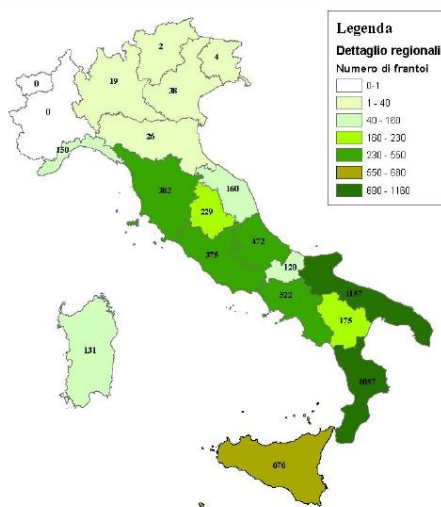 Legenda
Dettaglio regionali
Numero di frantoi
0-1
1 - 40
40 - 160
160 - 230
230 - 550
550 - 680
680 - 1160
2
4
19
0
38
0
26
150
382
160
229
472
375
120
522
1157
175
131
1057
676